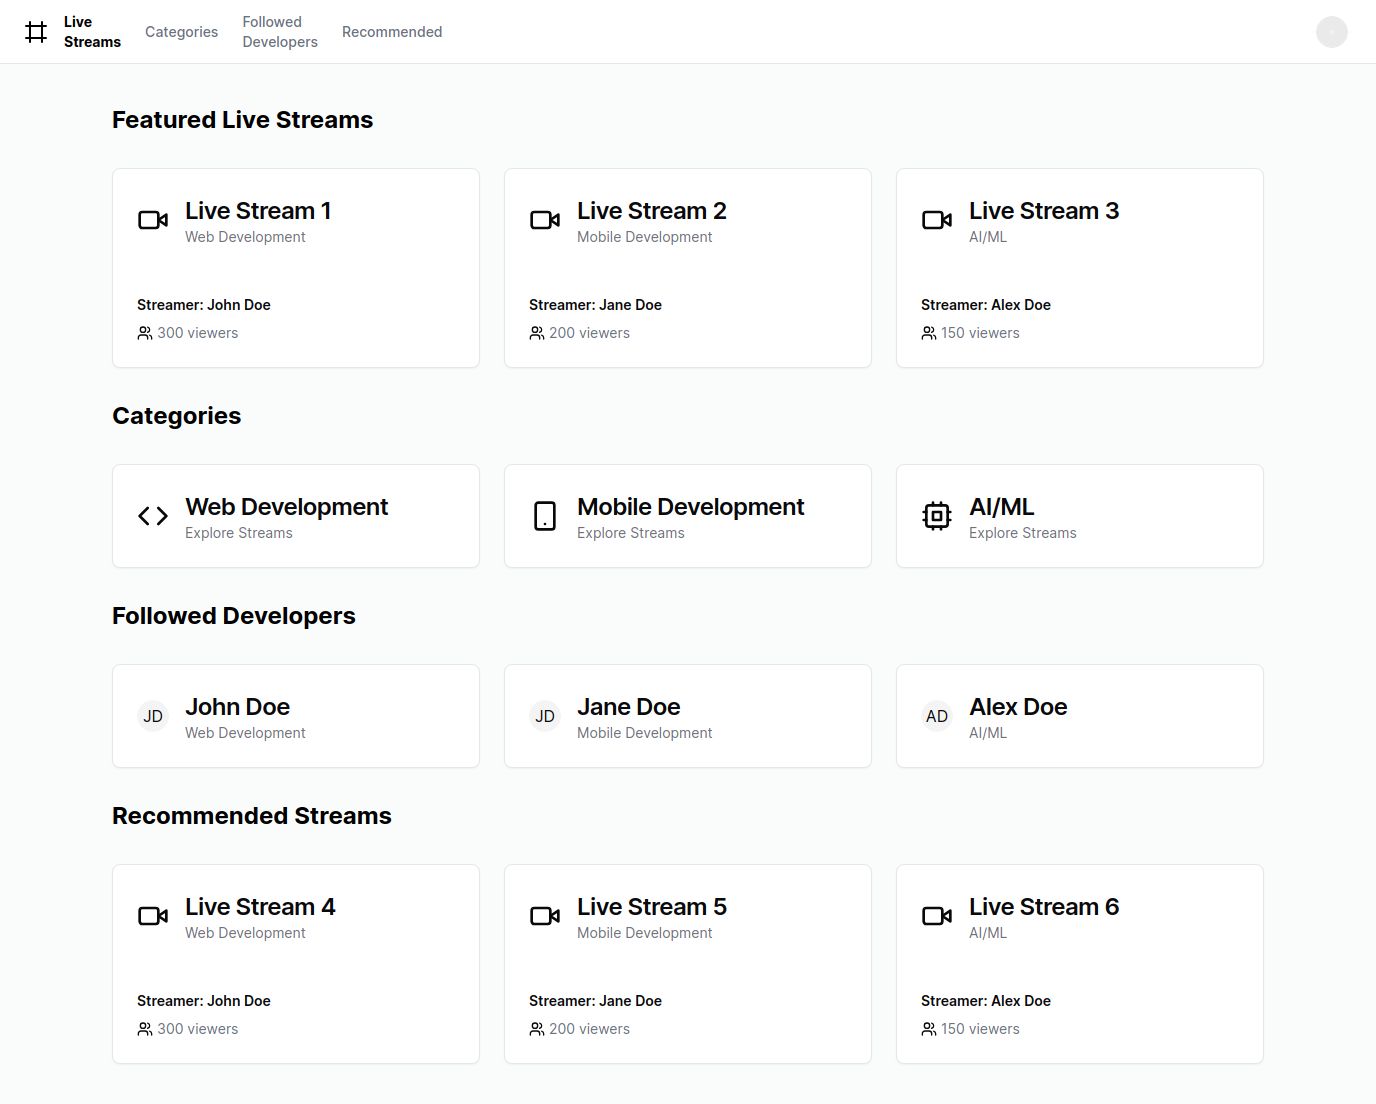 Live
Streams
Categories
Followed
Developers
Recommended
Featured Live Streams
Live Stream 1
Web Development
Streamer: John Doe
300 viewers
Live Stream 2
Mobile Development
Streamer: Jane Doe
200 viewers
Live Stream 3
AI/ML
Streamer: Alex Doe
150 viewers
Categories
Web Development
Explore Streams
Mobile Development
Explore Streams
AI/ML
Explore Streams
Followed Developers
JD
John Doe
Web Development
JD
Jane Doe
Mobile Development
AD
Alex Doe
AI/ML
Recommended Streams
Live Stream 4
Web Development
Streamer: John Doe
300 viewers
Live Stream 5
Mobile Development
Streamer: Jane Doe
200 viewers
Live Stream 6
AI/ML
Streamer: Alex Doe
150 viewers